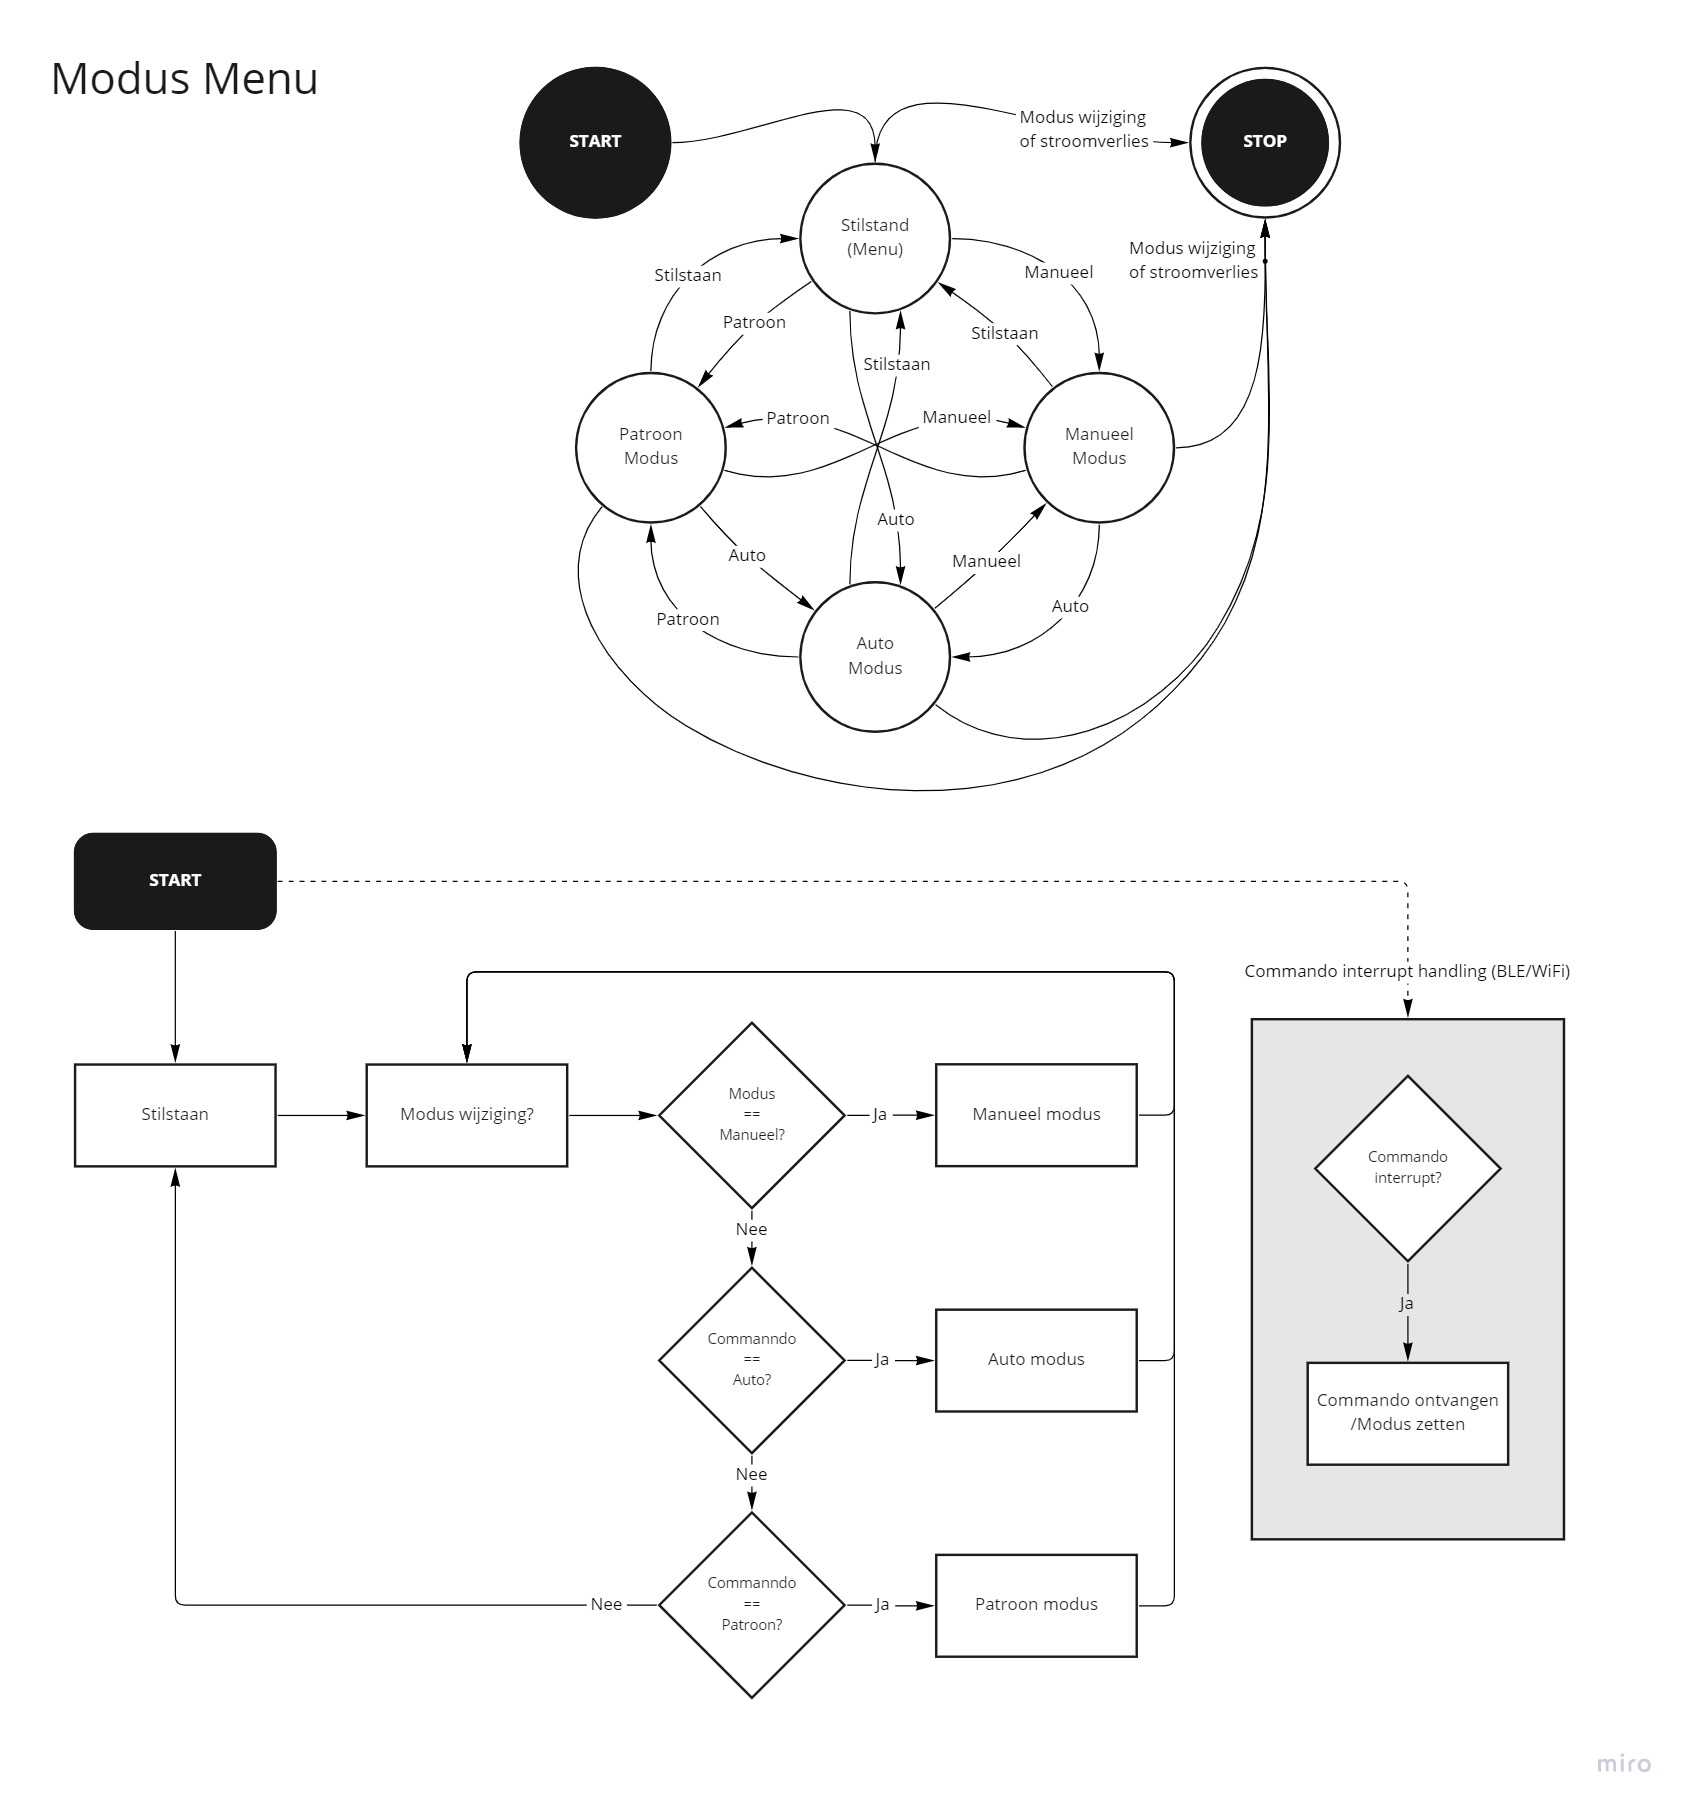 Modus Menu
START
Modus wijziging
of stroomverlies
STOP
Stilstand
(Menu)
Modus wijziging
of stroomverlies
Stilstaan
Manueel
Patroon
Stilstaan
Stilstaan
Patroon
Manueel
Patroon
Modus
Manueel
Modus
Auto
Auto
Manueel
Patroon
Auto
Auto
Modus
START
Commando interrupt handling (BLE/WiFi)
Stilstaan
Modus wijziging?
Modus
==
Manueel?
Ja
Manueel modus
Commando
interrupt?
Nee
Ja
Commanndo
==
Auto?
Ja
Auto modus
Commando ontvangen
/Modus zetten
Nee
Commanndo
==
Patroon?
Nee
Ja
Patroon modus
miro